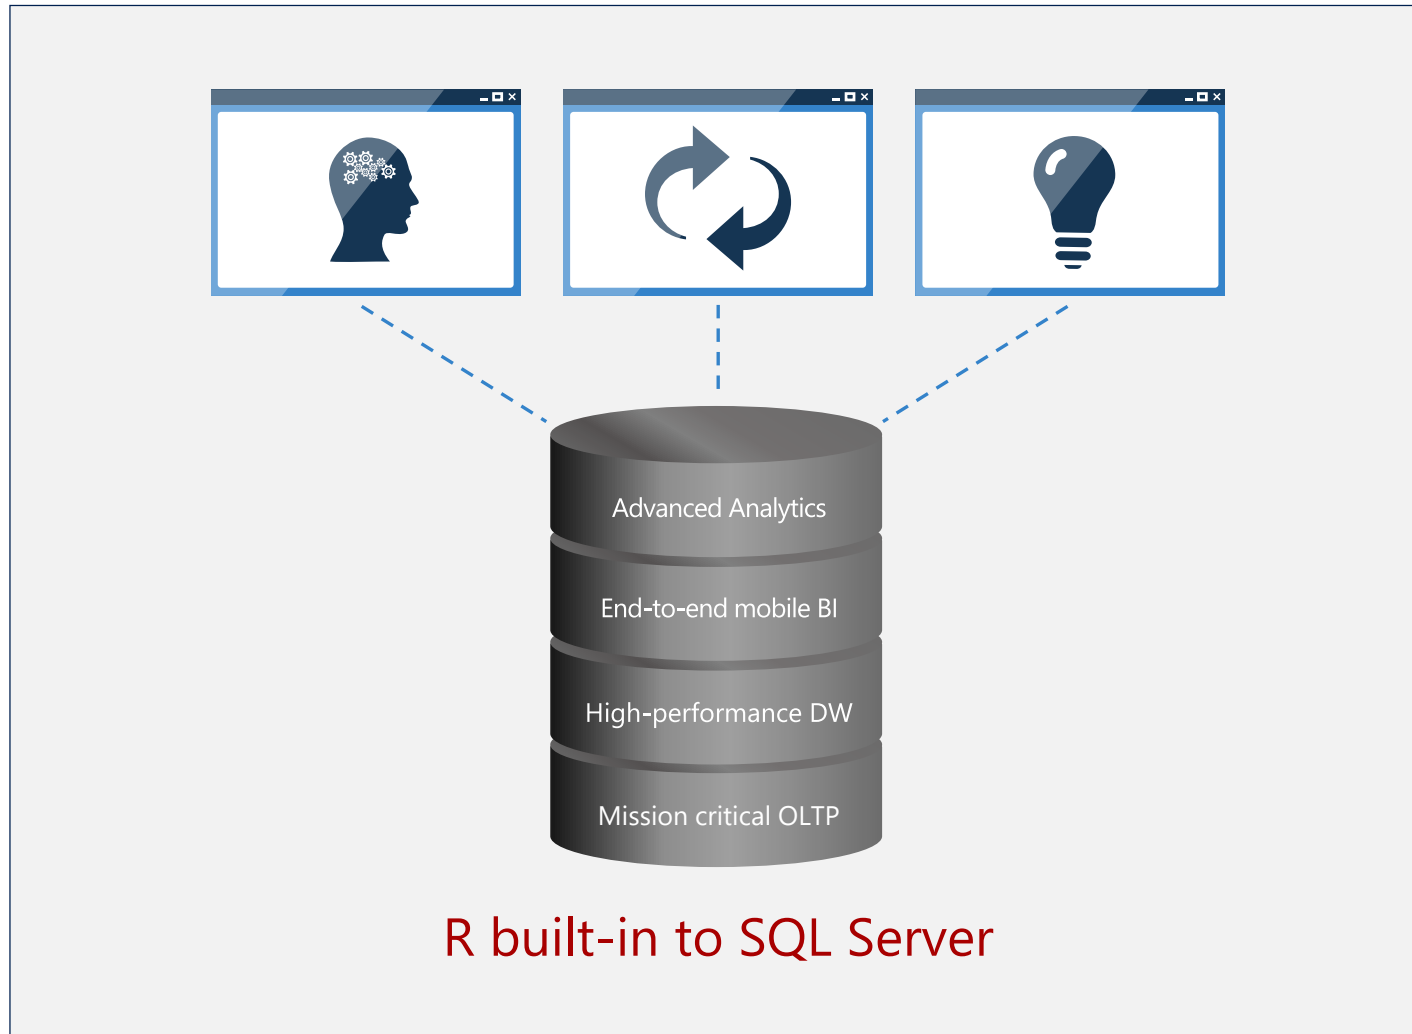 Advanced Analytics
End-to-end mobile BI
High-performance DW
Mission critical OLTP
R built-in to SQL Server